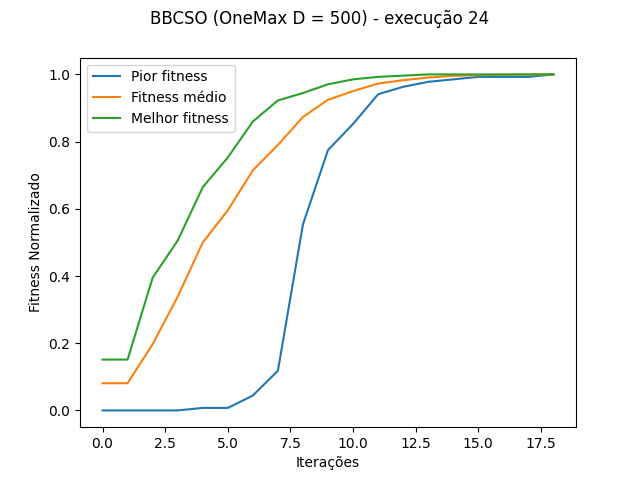 BBCSO (OneMax D = 500) - execução 24
Pior fitness
Fitness médio
Melhor fitness
Fitness Normalizado
1.0
0.8
0.6
0.4
0.2
0.0
0.0 2.5 5.0 7.5 10.0 12.5 15.0 17.5
Iterações